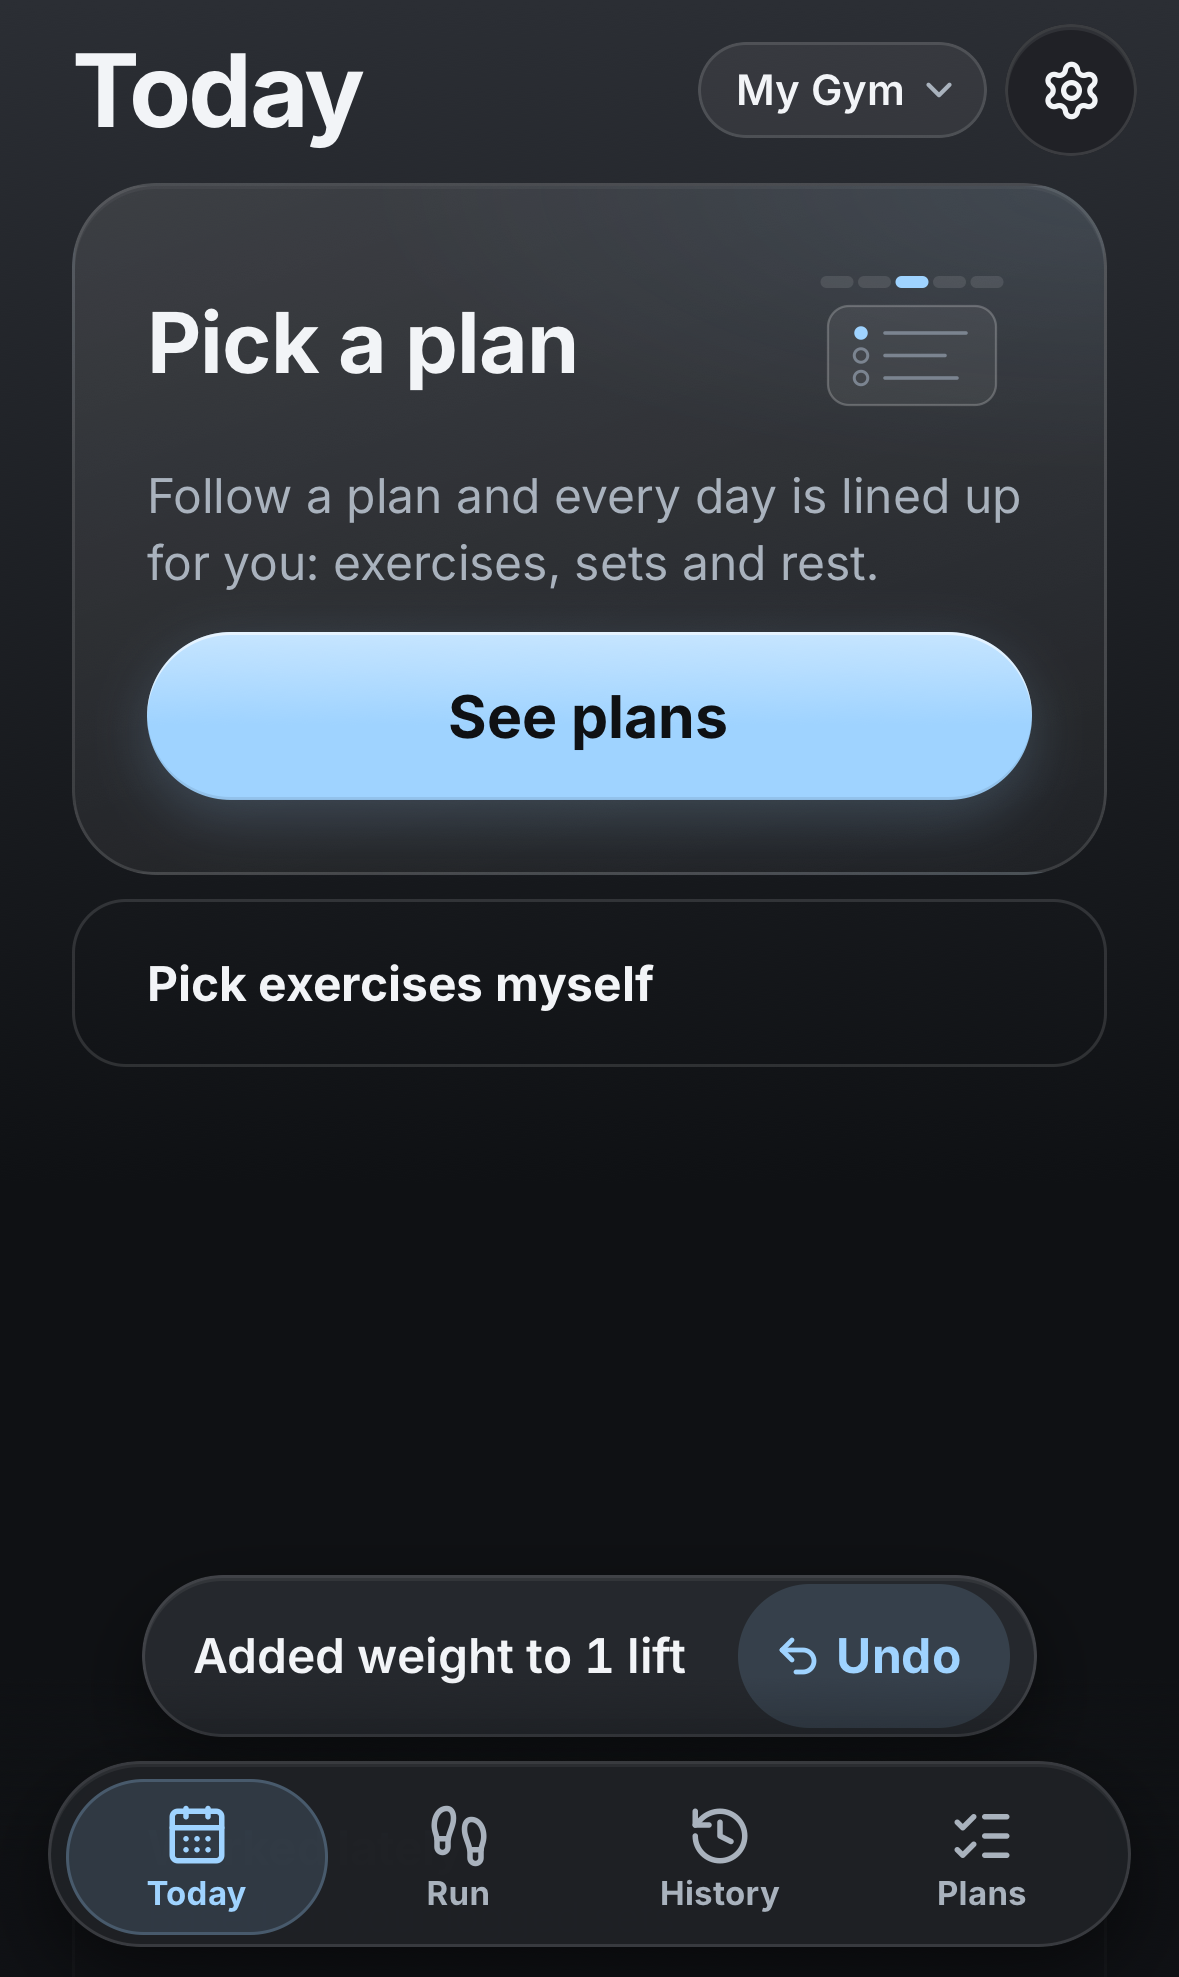 Today
My Gym
Pick a plan
Follow a plan and every day is lined up
for you: exercises, sets and rest.
See plans
Pick exercises myself
Added weight to 1 lift
Undo
Today
Run
History
Plans